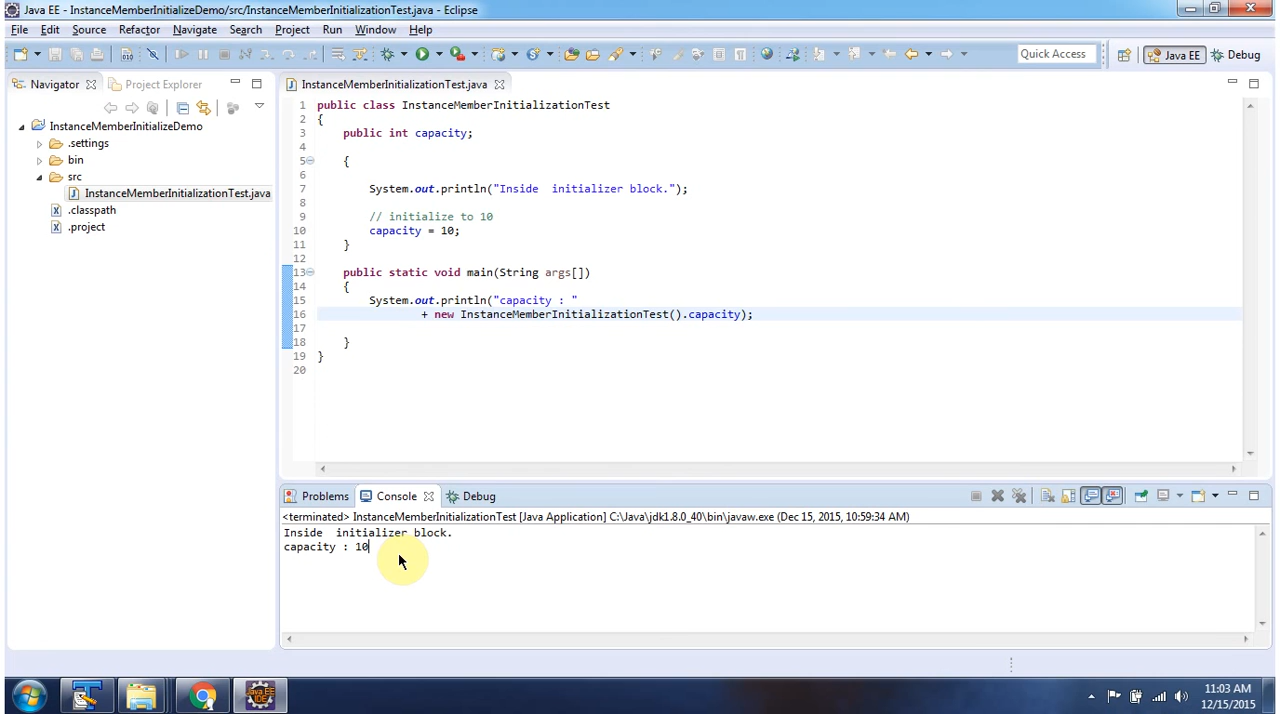 Java EE - InstanceMemberInitializeDemo/src/InstanceMemberInitializationTest.java - Eclipse
File Edit Source Refactor Navigate Search Project Run Window Help
Quick Access Java EE Debug
Navigator Project Explorer
InstanceMemberInitializeDemo
.settings
bin
src
InstanceMemberInitializationTest.java
.classpath
.project
InstanceMemberInitializationTest.java
1 public class InstanceMemberInitializationTest
2 {
3 public int capacity;
4
5 {
6
7 System.out.println("Inside  initializer block.");
8
9 // initialize to 10
10 capacity = 10;
11 }
12
13 public static void main(String args[])
14 {
15 System.out.println("capacity : "
16 + new InstanceMemberInitializationTest().capacity);
17
18 }
19 }
20
Problems Console Debug
<terminated> InstanceMemberInitializationTest [Java Application] C:\Java\jdk1.8.0_40\bin\javaw.exe (Dec 15, 2015, 10:59:34 AM)
Inside  initializer block.
capacity : 10
Java EE
IDE
11:03 AM
12/15/2015